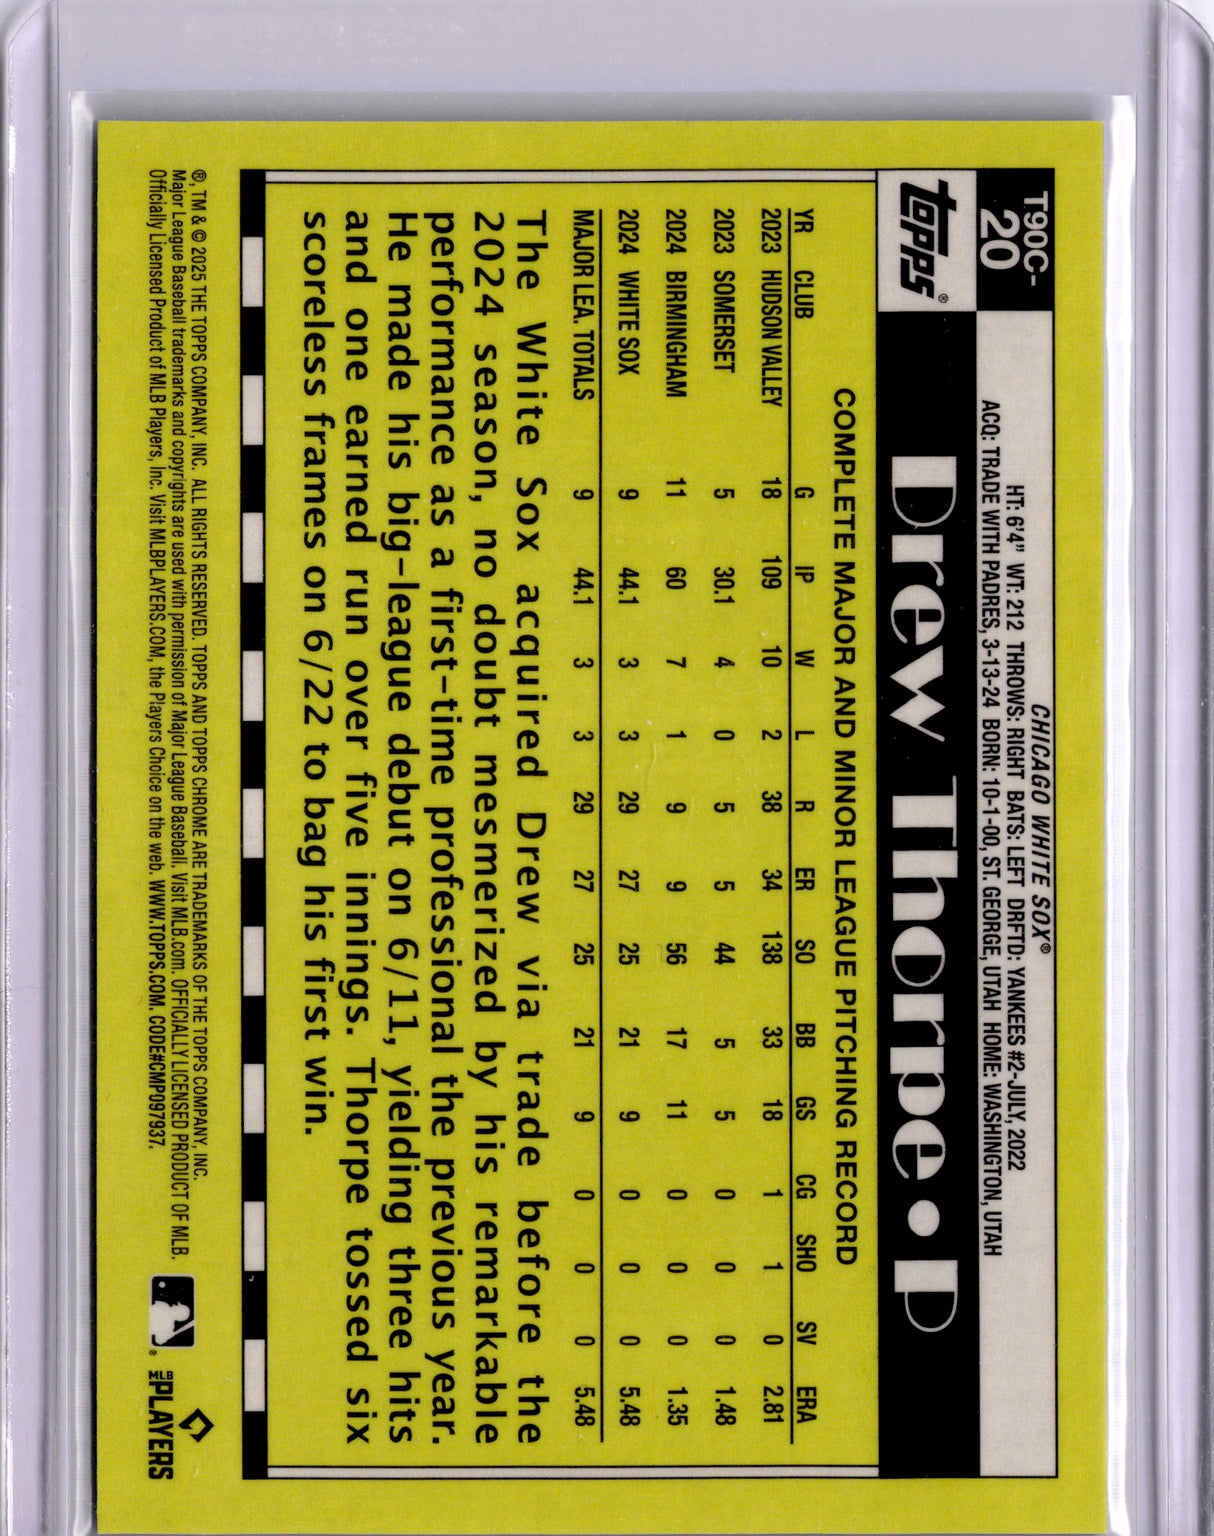 T90C-
20
CHICAGO WHITE SOX®
HT: 6'4" WT: 212 THROWS: RIGHT BATS: LEFT DRFTD: YANKEES #2-JULY, 2022
ACQ: TRADE WITH PADRES, 3-13-24 BORN: 10-1-00, ST. GEORGE, UTAH HOME: WASHINGTON, UTAH
topps®
Drew Thorpe • P
COMPLETE MAJOR AND MINOR LEAGUE PITCHING RECORD
YR CLUB G IP W L R ER SO BB GS CG SHO SV ERA
2023 HUDSON VALLEY 18 109 10 2 38 34 138 33 18 1 1 0 2.81
2023 SOMERSET 5 30.1 4 0 5 5 44 5 5 0 0 0 1.48
2024 BIRMINGHAM 11 60 7 1 9 9 56 17 11 0 0 0 1.35
2024 WHITE SOX 9 44.1 3 3 29 27 25 21 9 0 0 0 5.48
MAJOR LEA. TOTALS 9 44.1 3 3 29 27 25 21 9 0 0 0 5.48
The White Sox acquired Drew via trade before the
2024 season, no doubt mesmerized by his remarkable
performance as a first-time professional the previous year.
He made his big-league debut on 6/11, yielding three hits
and one earned run over five innings. Thorpe tossed six
scoreless frames on 6/22 to bag his first win.
®, TM & © 2025 THE TOPPS COMPANY, INC. ALL RIGHTS RESERVED. TOPPS AND TOPPS CHROME ARE TRADEMARKS OF THE TOPPS COMPANY, INC.
Major League Baseball trademarks and copyrights are used with permission of Major League Baseball. Visit MLB.com. OFFICIALLY LICENSED PRODUCT OF MLB.
Officially Licensed Product of MLB Players, Inc. Visit MLBPLAYERS.COM, the Players Choice on the web. WWW.TOPPS.COM. CODE#CMP097937.
®
MLB PLAYERS